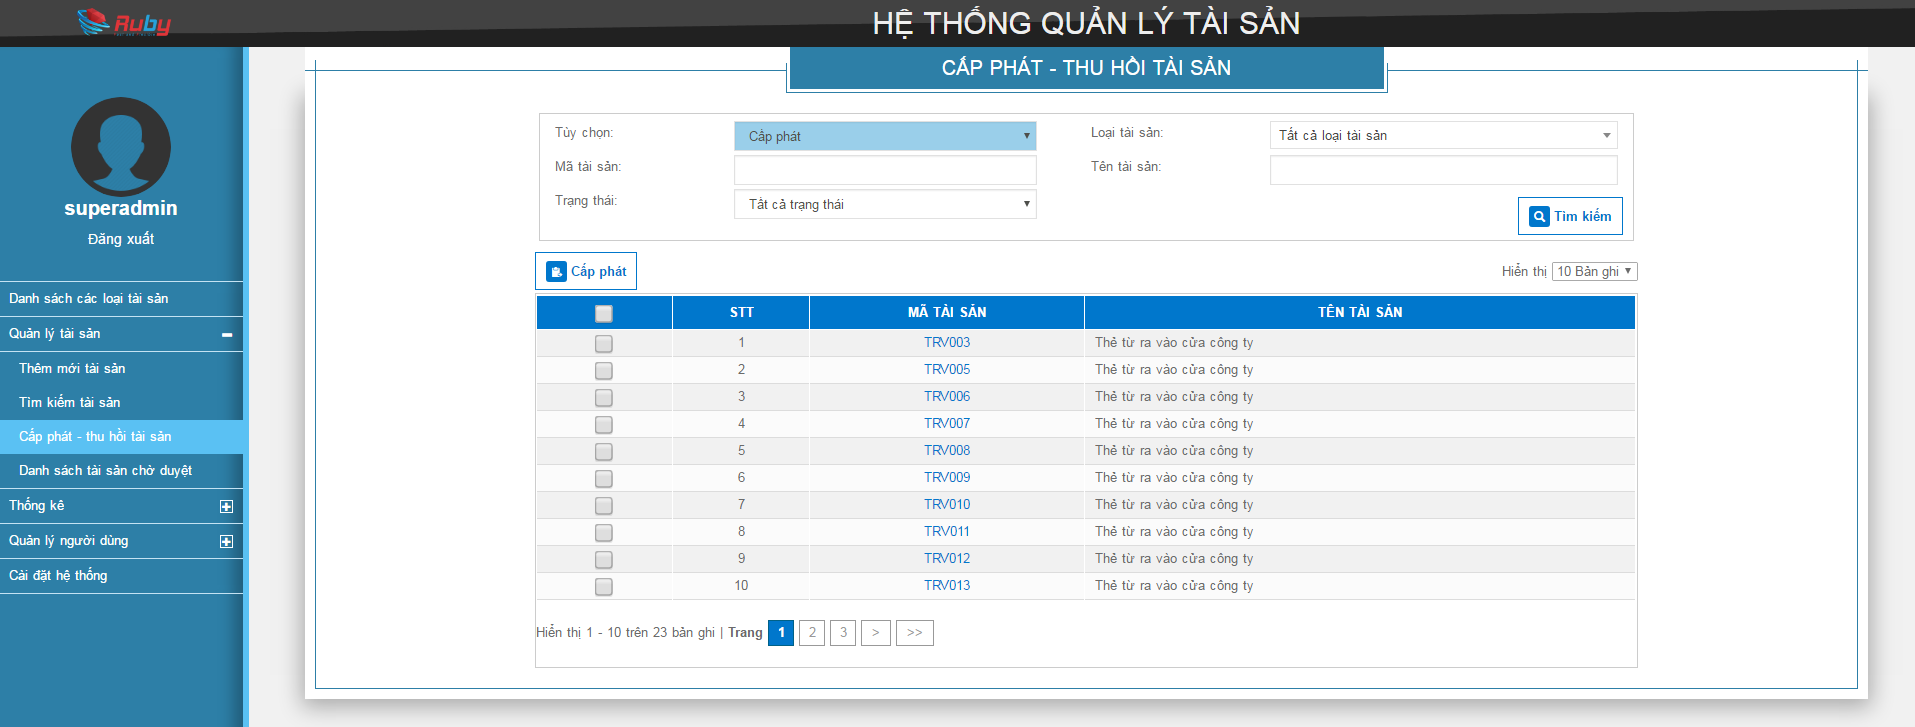 Ruby
HỆ THỐNG QUẢN LÝ TÀI SẢN
superadmin
Đăng xuất
Danh sách các loại tài sản
Quản lý tài sản
Thêm mới tài sản
Tìm kiếm tài sản
Cấp phát - thu hồi tài sản
Danh sách tài sản chờ duyệt
Thống kê
Quản lý người dùng
Cài đặt hệ thống
CẤP PHÁT - THU HỒI TÀI SẢN
Tùy chọn: Cấp phát Loại tài sản: Tất cả loại tài sản
Mã tài sản: Tên tài sản:
Trạng thái: Tất cả trạng thái
Tìm kiếm
Cấp phát Hiển thị 10 Bản ghi
STT MÃ TÀI SẢN TÊN TÀI SẢN
1 TRV003 Thẻ từ ra vào cửa công ty
2 TRV005 Thẻ từ ra vào cửa công ty
3 TRV006 Thẻ từ ra vào cửa công ty
4 TRV007 Thẻ từ ra vào cửa công ty
5 TRV008 Thẻ từ ra vào cửa công ty
6 TRV009 Thẻ từ ra vào cửa công ty
7 TRV010 Thẻ từ ra vào cửa công ty
8 TRV011 Thẻ từ ra vào cửa công ty
9 TRV012 Thẻ từ ra vào cửa công ty
10 TRV013 Thẻ từ ra vào cửa công ty
Hiển thị 1 - 10 trên 23 bản ghi | Trang 1 2 3 > >>